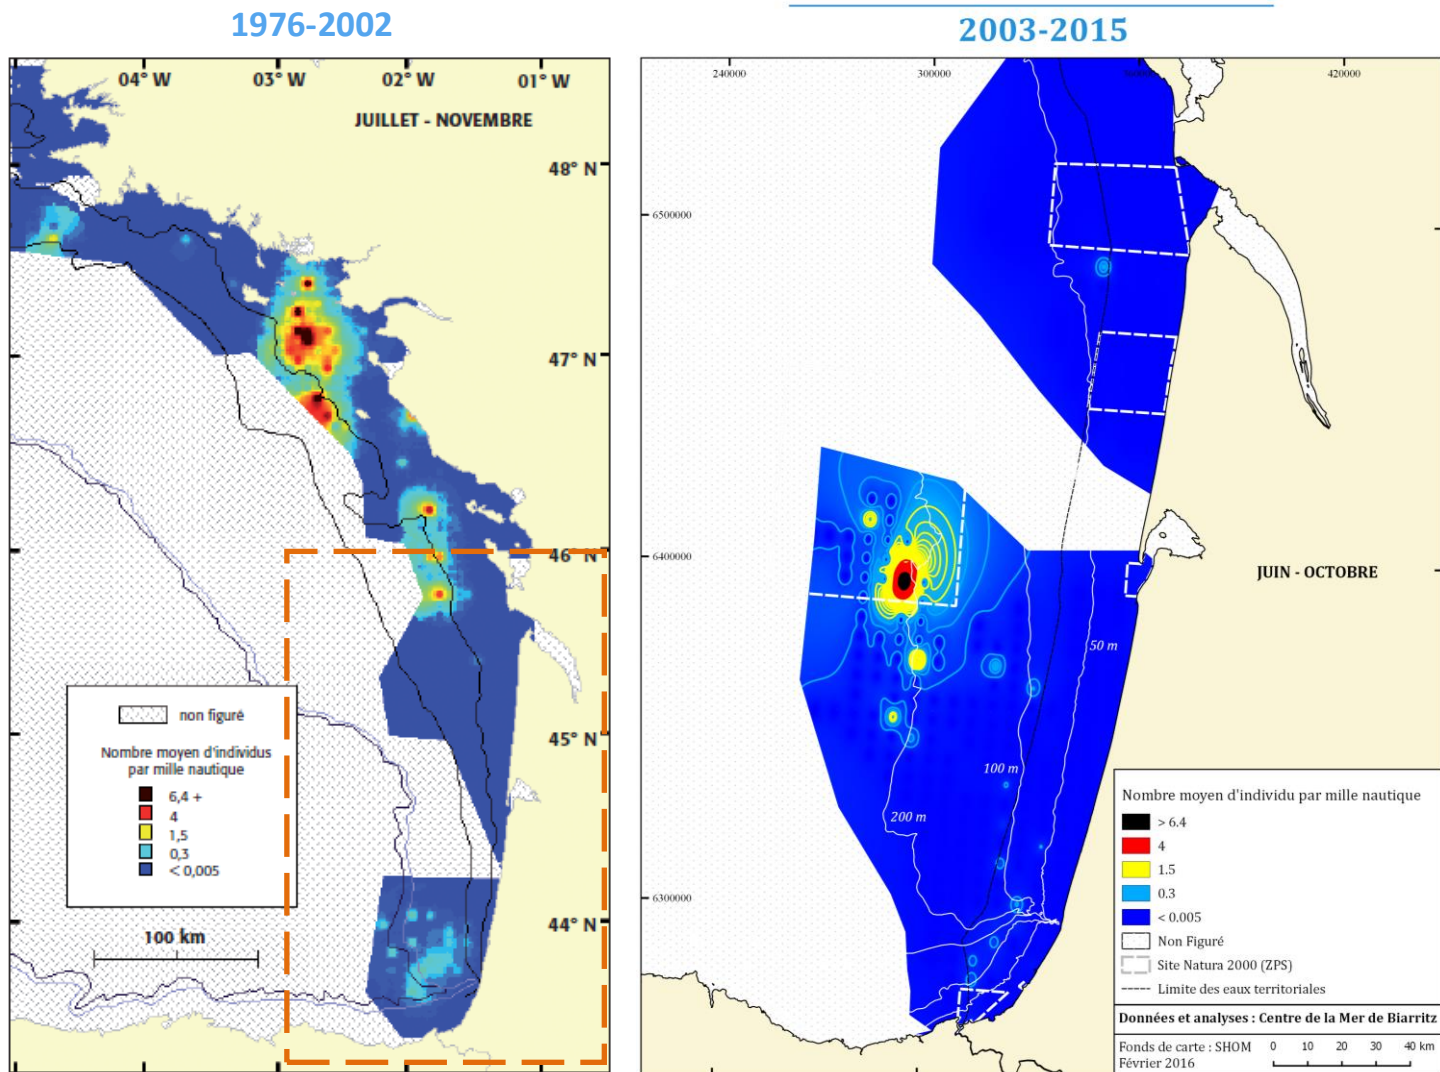 1976-2002
04° W
03° W
02° W
01° W
JUILLET - NOVEMBRE
48° N
47° N
46° N
45° N
44° N
non figuré
Nombre moyen d'individus
par mille nautique
6,4 +
4
1,5
0,3
< 0,005
100 km
2003-2015
240000
300000
420000
6500000
6400000
6300000
JUIN - OCTOBRE
50 m
100 m
200 m
Nombre moyen d'individu par mille nautique
> 6.4
4
1.5
0.3
< 0.005
Non Figuré
Site Natura 2000 (ZPS)
Limite des eaux territoriales
Données et analyses : Centre de la Mer de Biarritz
Fonds de carte : SHOM
Février 2016
0 10 20 30 40 km